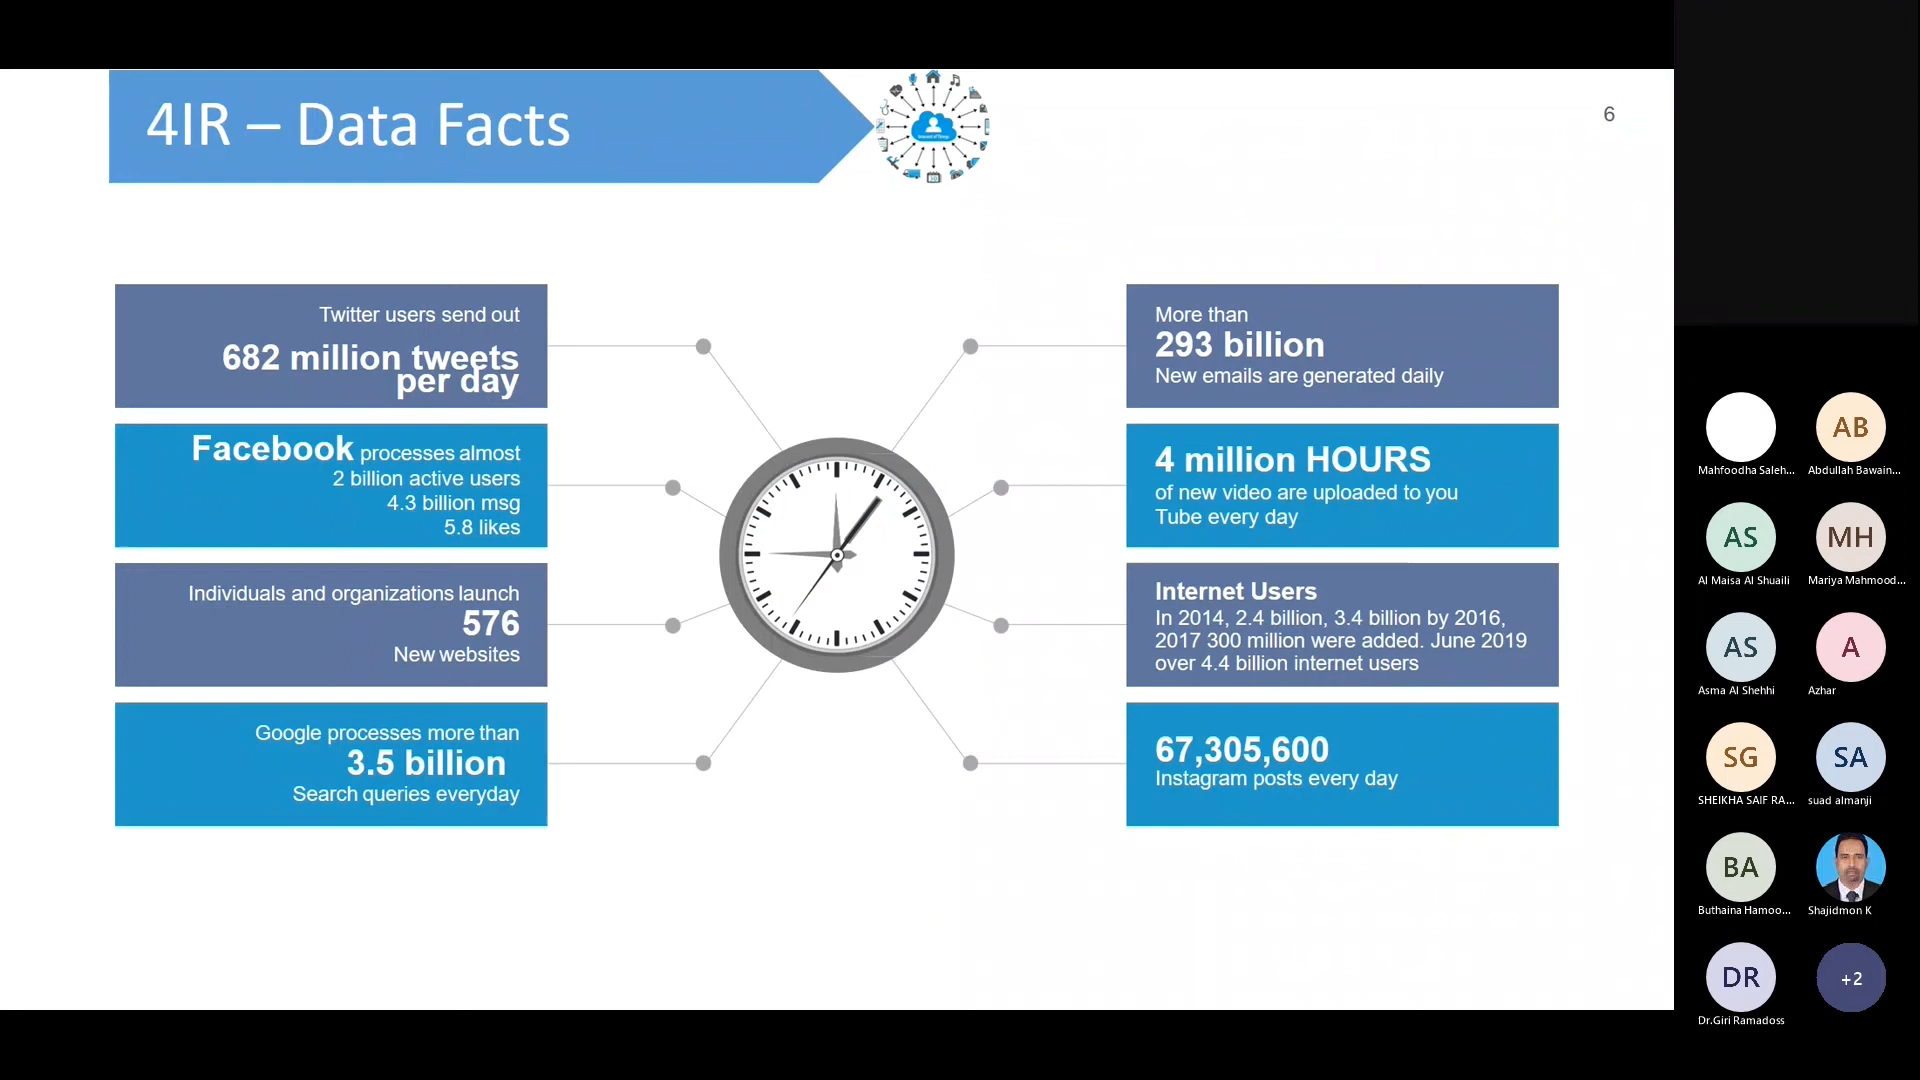 4IR – Data Facts
6
Twitter users send out
682 million tweets
per day
Facebook processes almost
2 billion active users
4.3 billion msg
5.8 likes
Individuals and organizations launch
576
New websites
Google processes more than
3.5 billion
Search queries everyday
More than
293 billion
New emails are generated daily
4 million HOURS
of new video are uploaded to you
Tube every day
Internet Users
In 2014, 2.4 billion, 3.4 billion by 2016,
2017 300 million were added. June 2019
over 4.4 billion internet users
67,305,600
Instagram posts every day
Mahfoodha Saleh...
AB
Abdullah Bawain...
AS
Al Maisa Al Shuaili
MH
Mariya Mahmood...
AS
Asma Al Shehhi
A
Azhar
SG
SHEIKHA SAIF RA...
SA
suad almanji
BA
Buthaina Hamoo...
Shajidmon K
DR
Dr.Giri Ramadoss
+2